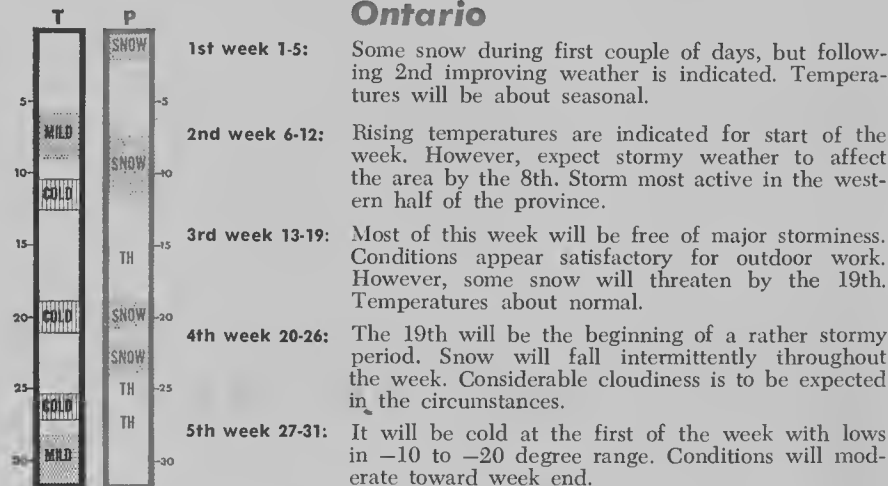 Ontario
T P
SNOW
5 5
MILD
SNOW
10 10
COLD
15 15
TH
20 COLD SNOW 20
SNOW
25 TH 25
COLD
TH
MILD
30 30
1st week 1-5: Some snow during first couple of days, but follow-
ing 2nd improving weather is indicated. Tempera-
tures will be about seasonal.
2nd week 6-12: Rising temperatures are indicated for start of the
week. However, expect stormy weather to affect
the area by the 8th. Storm most active in the west-
ern half of the province.
3rd week 13-19: Most of this week will be free of major storminess.
Conditions appear satisfactory for outdoor work.
However, some snow will threaten by the 19th.
Temperatures about normal.
4th week 20-26: The 19th will be the beginning of a rather stormy
period. Snow will fall intermittently throughout
the week. Considerable cloudiness is to be expected
in the circumstances.
5th week 27-31: It will be cold at the first of the week with lows
in —10 to —20 degree range. Conditions will mod-
erate toward week end.